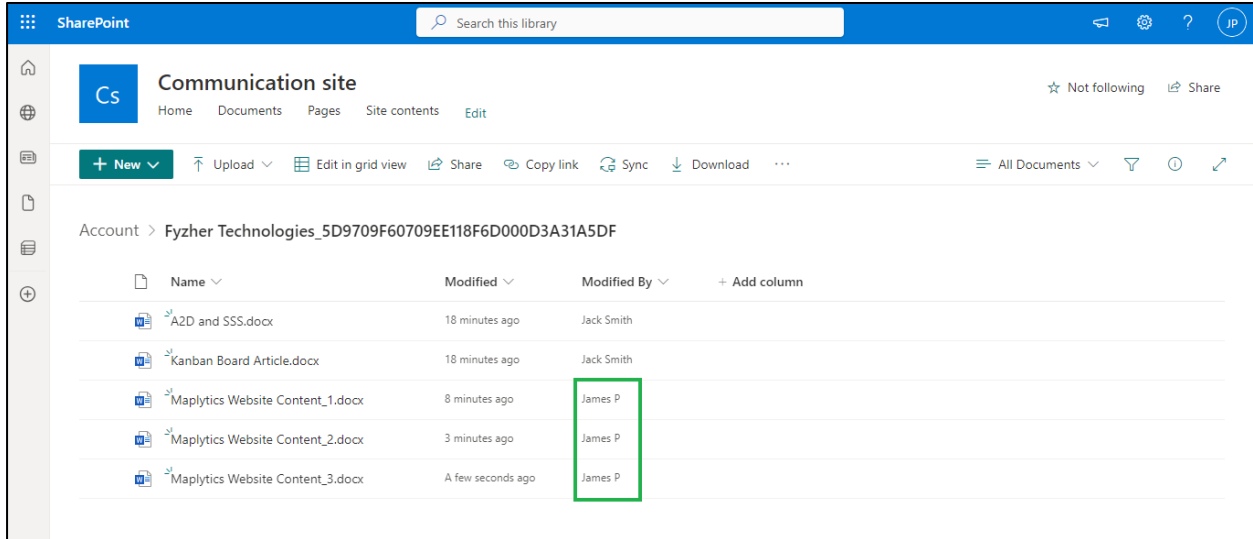 SharePoint Search this library ? JP
Cs Communication site Not following Share
Home Documents Pages Site contents Edit
+ New Upload Edit in grid view Share Copy link Sync Download ... All Documents
Account > Fyzher Technologies_5D9709F60709EE118F6D000D3A31A5DF
Name Modified Modified By + Add column
A2D and SSS.docx 18 minutes ago Jack Smith
Kanban Board Article.docx 18 minutes ago Jack Smith
Maplytics Website Content_1.docx 8 minutes ago James P
Maplytics Website Content_2.docx 3 minutes ago James P
Maplytics Website Content_3.docx A few seconds ago James P